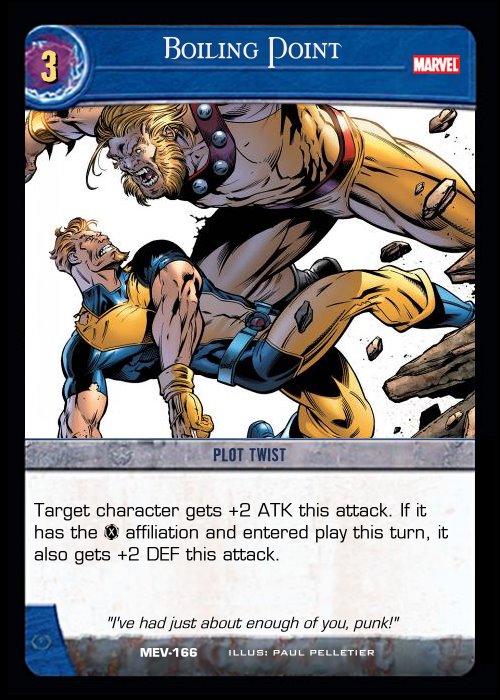 3
Boiling Point
MARVEL
PLOT TWIST
Target character gets +2 ATK this attack. If it
has the X affiliation and entered play this turn, it
also gets +2 DEF this attack.
"I've had just about enough of you, punk!"
MEV-166 ILLUS: PAUL PELLETIER